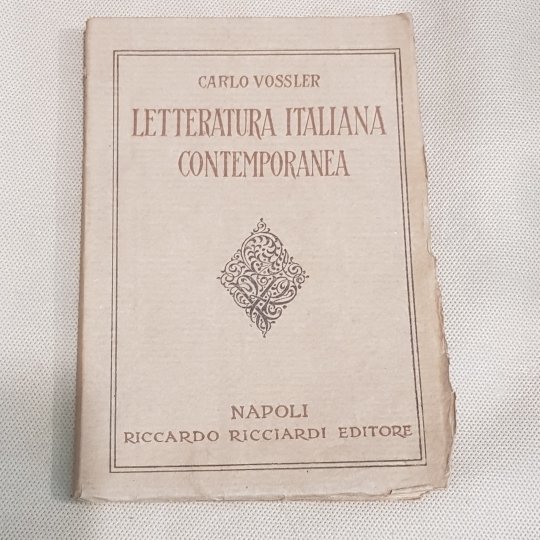 CARLO VOSSLER
LETTERATURA ITALIANA
CONTEMPORANEA
NAPOLI
RICCARDO RICCIARDI EDITORE